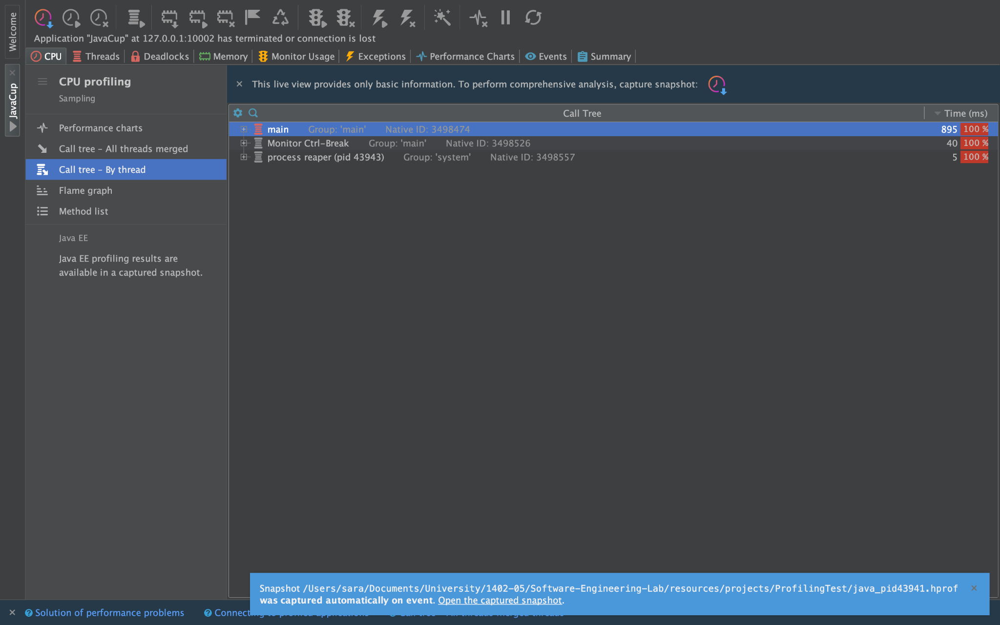 Welcome
Application "JavaCup" at 127.0.0.1:10002 has terminated or connection is lost
CPU
Threads
Deadlocks
Memory
Monitor Usage
Exceptions
Performance Charts
Events
Summary
JavaCup
CPU profiling
Sampling
Performance charts
Call tree – All threads merged
Call tree – By thread
Flame graph
Method list
Java EE
Java EE profiling results are
available in a captured snapshot.
This live view provides only basic information. To perform comprehensive analysis, capture snapshot:
Call Tree Time (ms)
main Group: 'main' Native ID: 3498474 895 100 %
Monitor Ctrl-Break Group: 'main' Native ID: 3498526 40 100 %
process reaper (pid 43943) Group: 'system' Native ID: 3498557 5 100 %
Snapshot /Users/sara/Documents/University/1402-05/Software-Engineering-Lab/resources/projects/ProfilingTest/java_pid43941.hprof
was captured automatically on event. Open the captured snapshot.
Solution of performance problems